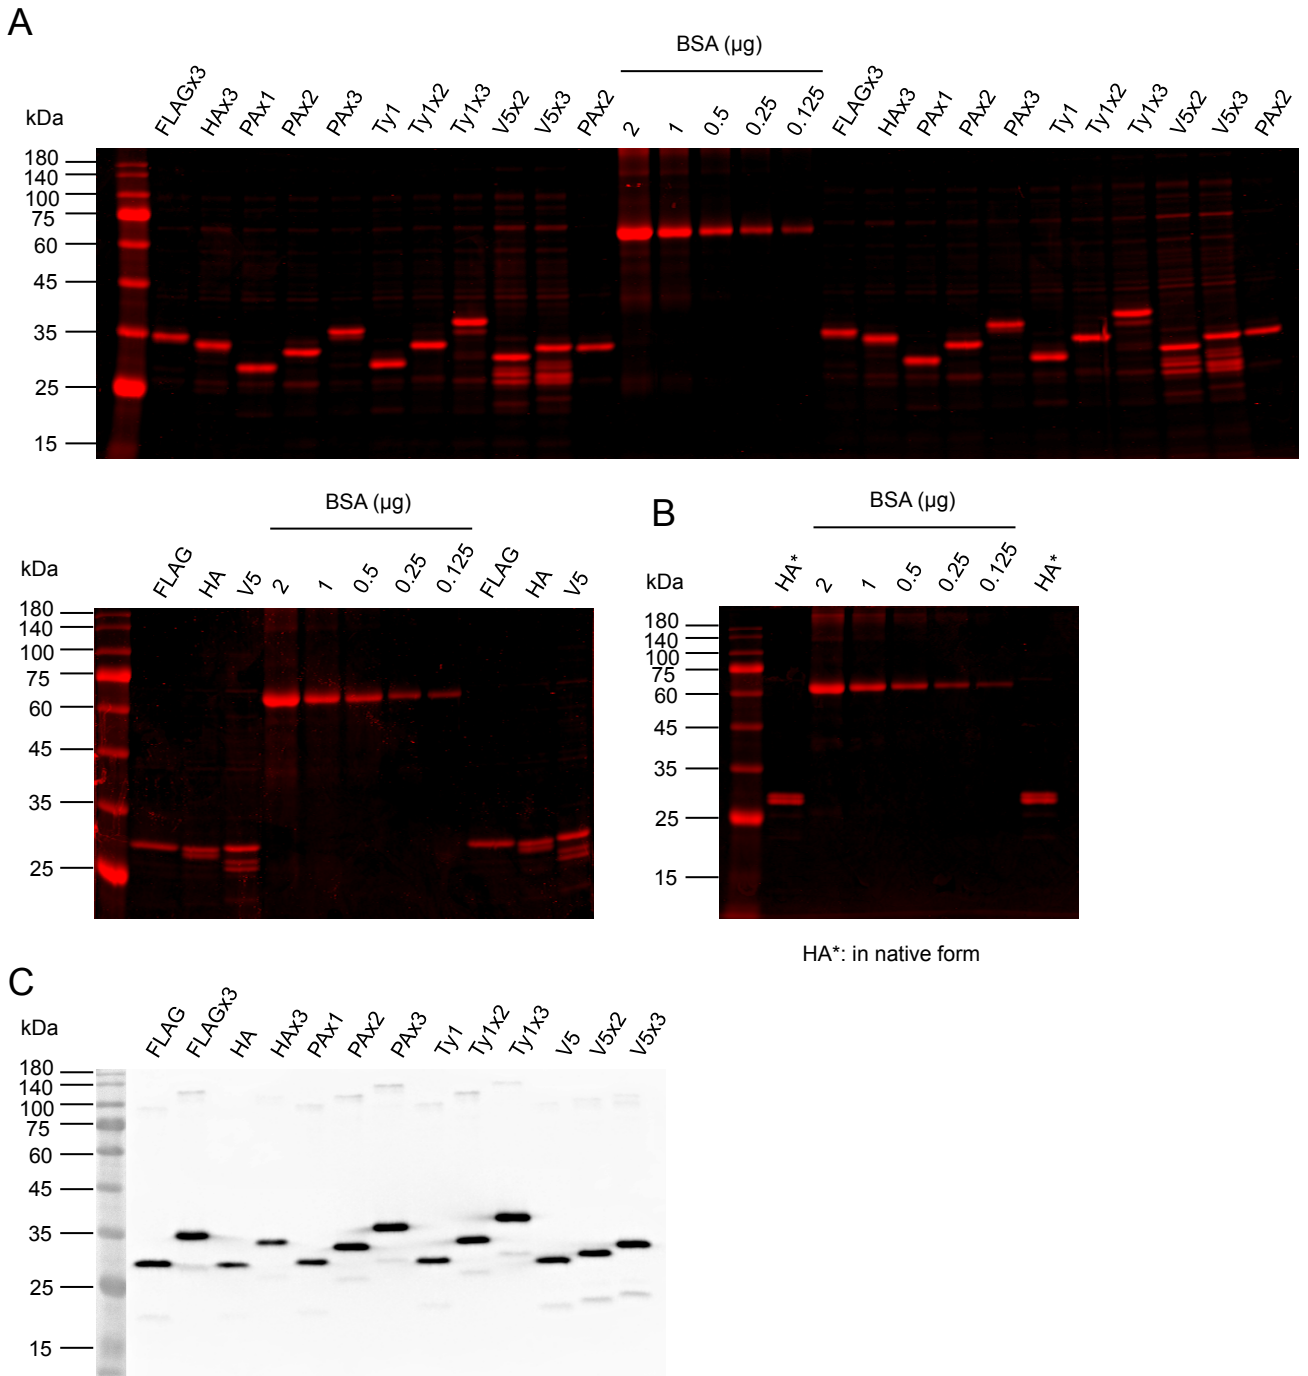 A
BSA (µg)
kDa
FLAGx3 HAx3 PAx1 PAx2 PAx3 Ty1 Ty1x2 Ty1x3 V5x2 V5x3 PAx2 2 1 0.5 0.25 0.125 FLAGx3 HAx3 PAx1 PAx2 PAx3 Ty1 Ty1x2 Ty1x3 V5x2 V5x3 PAx2
180
140
100
75
60
45
35
25
15
BSA (µg)
kDa
FLAG HA V5 2 1 0.5 0.25 0.125 FLAG HA V5
180
140
100
75
60
45
35
25
B
BSA (µg)
kDa
HA* 2 1 0.5 0.25 0.125 HA*
180
140
100
75
60
45
35
25
15
HA*: in native form
C
kDa
FLAG FLAGx3 HA HAx3 PAx1 PAx2 PAx3 Ty1 Ty1x2 Ty1x3 V5 V5x2 V5x3
180
140
100
75
60
45
35
25
15